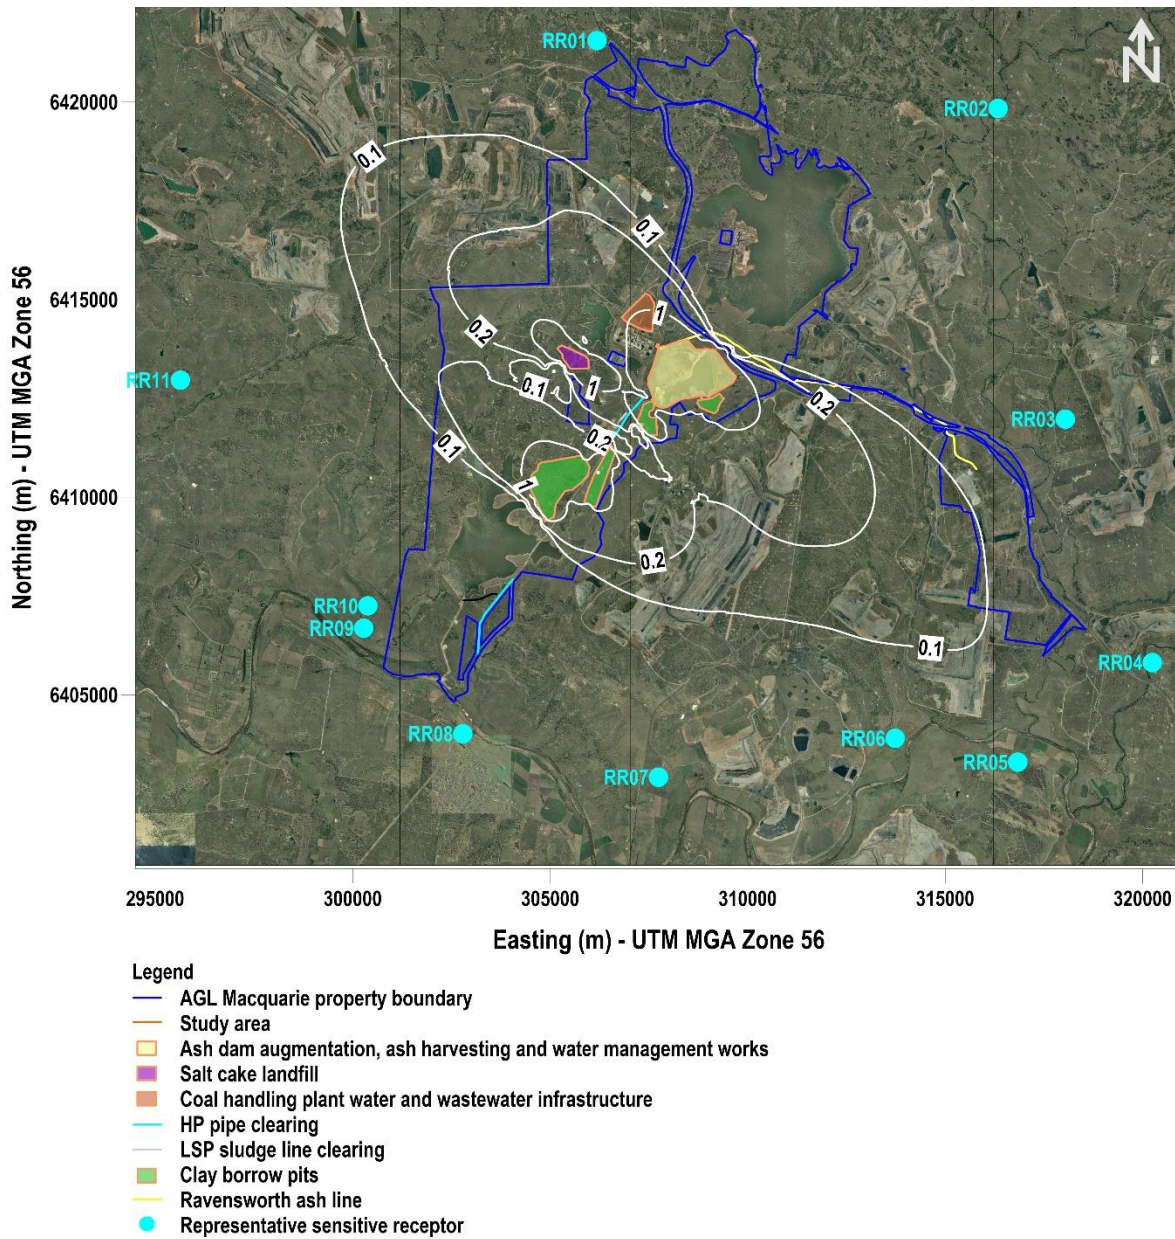 RR01
N
6420000
RR02
0.1
0.1
6415000
1
0.2
RR11
0.1
1
0.2
RR03
0.1
0.2
1
6410000
Northing (m) - UTM MGA Zone 56
0.2
RR10
RR09
0.1
RR04
6405000
RR08
RR06
RR05
RR07
295000 300000 305000 310000 315000 320000
Easting (m) - UTM MGA Zone 56
Legend
AGL Macquarie property boundary
Study area
Ash dam augmentation, ash harvesting and water management works
Salt cake landfill
Coal handling plant water and wastewater infrastructure
HP pipe clearing
LSP sludge line clearing
Clay borrow pits
Ravensworth ash line
Representative sensitive receptor